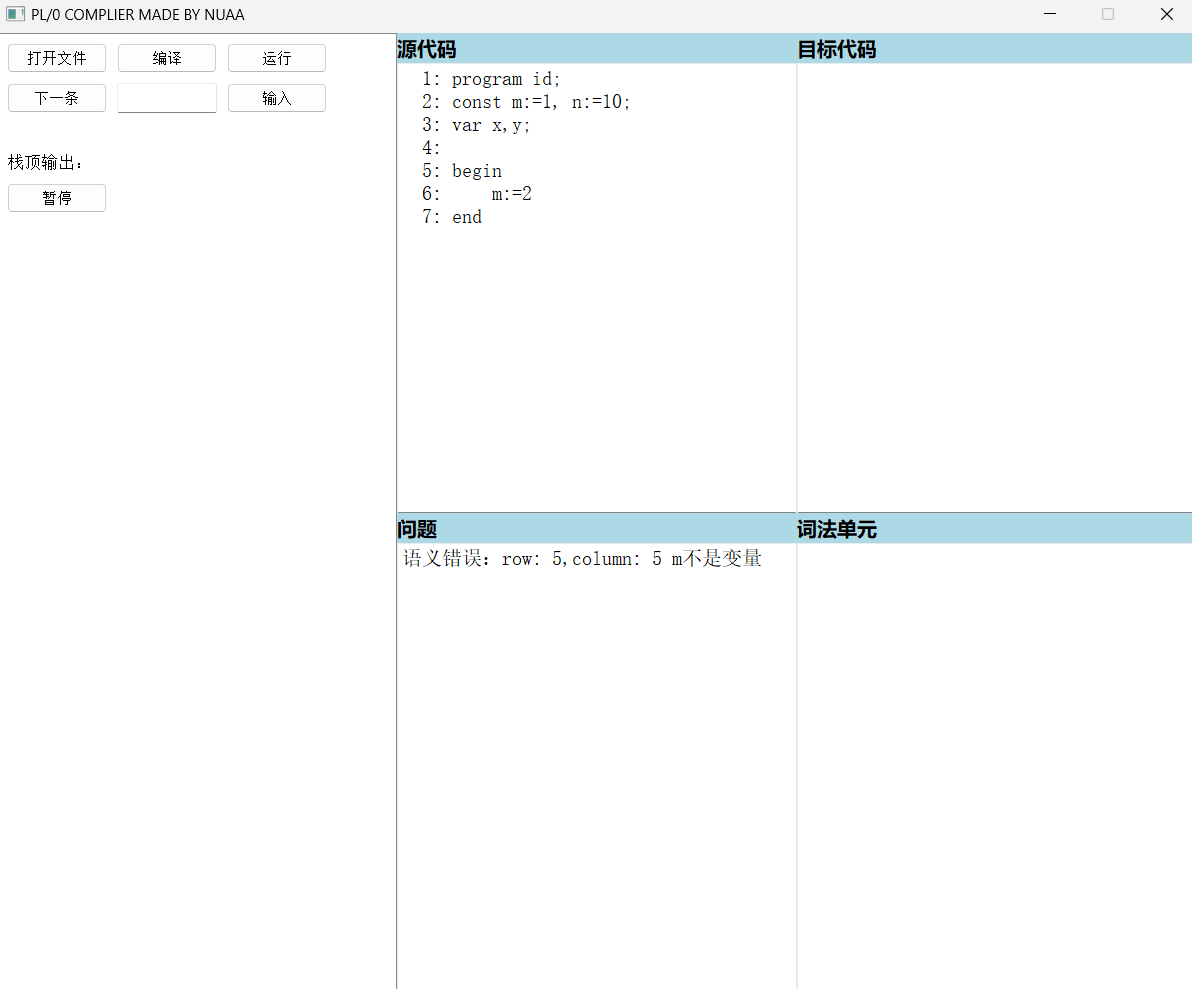 PL/0 COMPLIER MADE BY NUAA
打开文件 编译 运行
下一条 输入
栈顶输出:
暂停
源代码
1: program id;
2: const m:=1, n:=10;
3: var x,y;
4:
5: begin
6:     m:=2
7: end
目标代码
问题
语义错误: row: 5,column: 5 m不是变量
词法单元